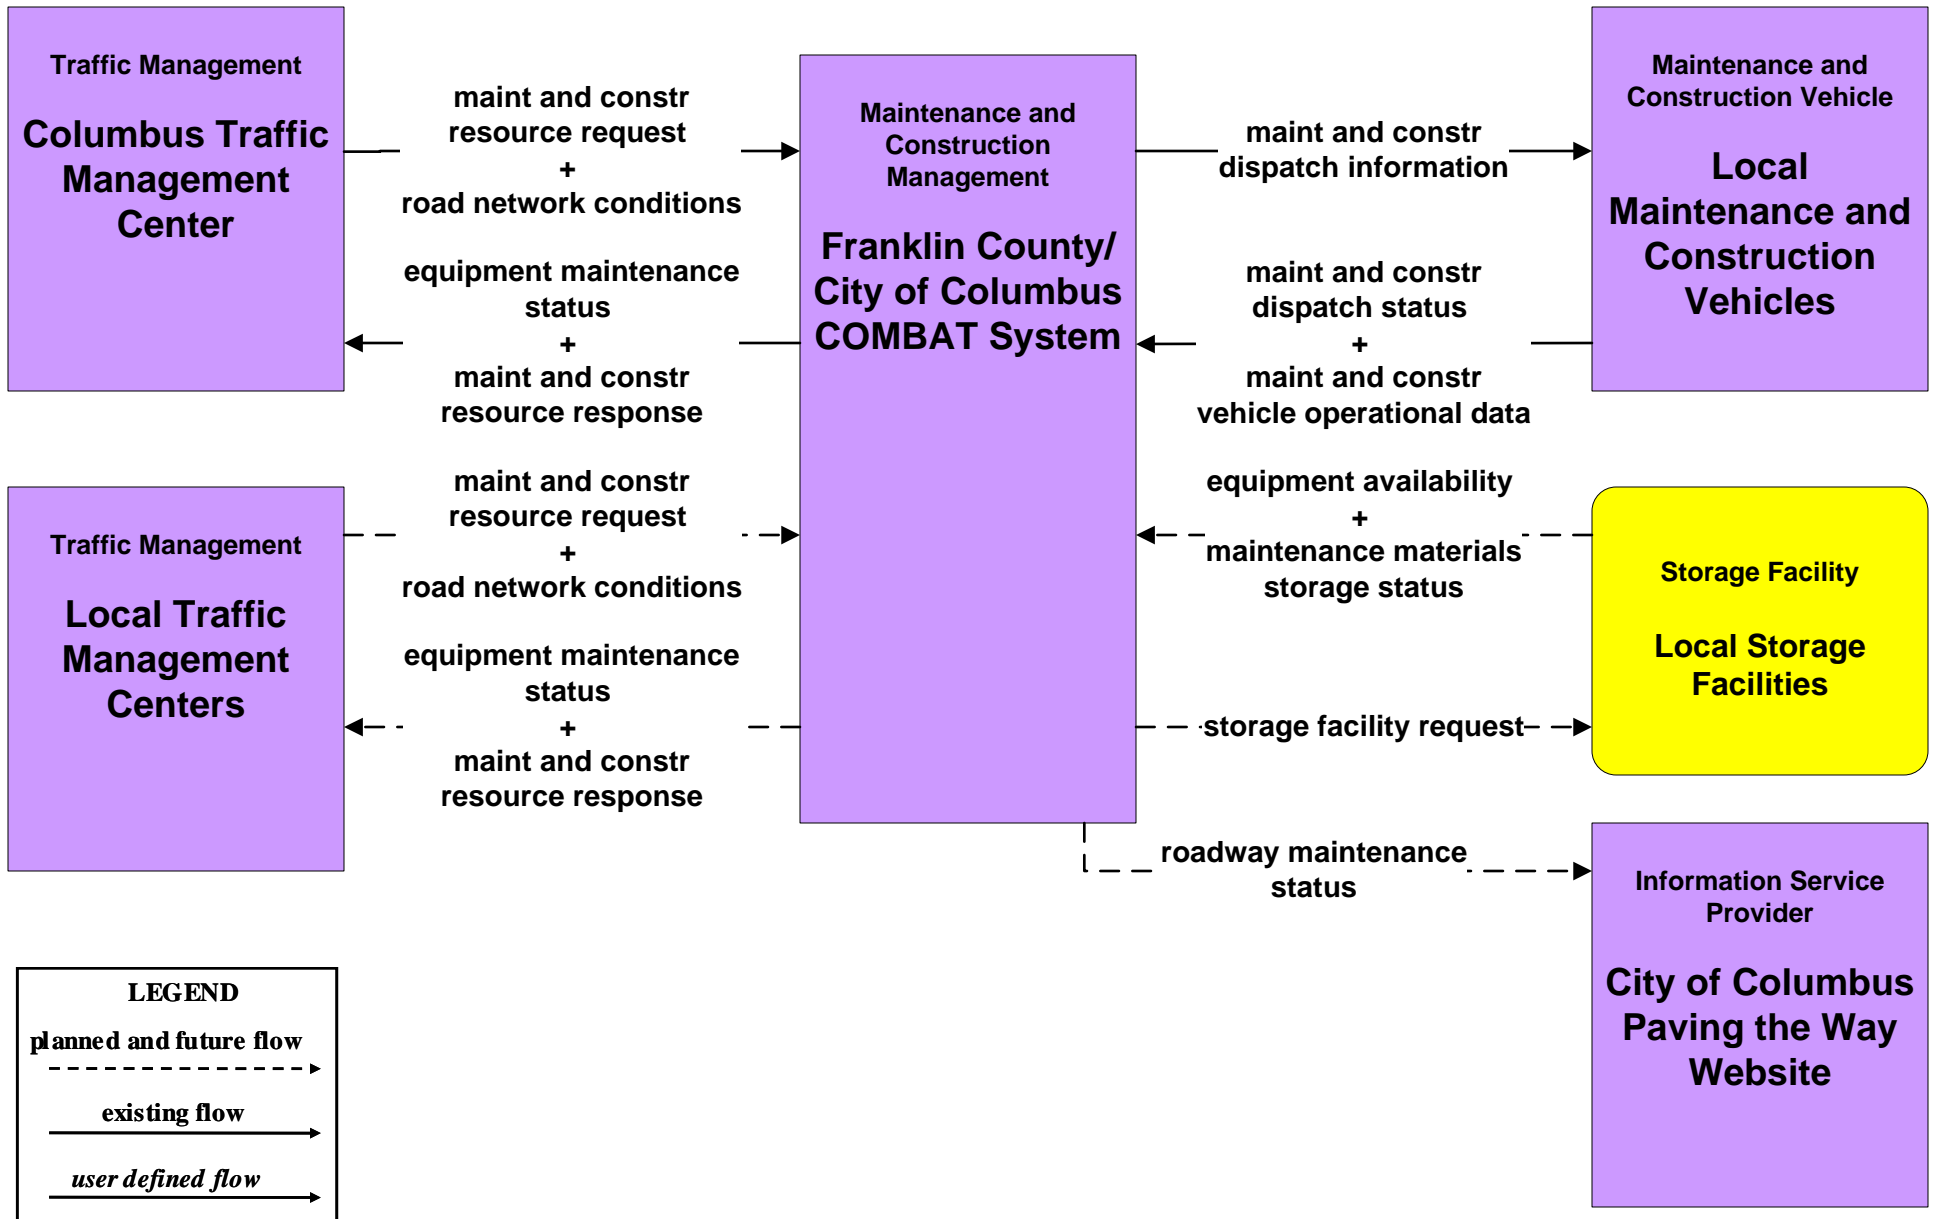 Traffic Management
Columbus Traffic
Management
Center
maint and constr
resource request
+
road network conditions
equipment maintenance
status
+
maint and constr
resource response
Maintenance and
Construction
Management
Franklin County/
City of Columbus
COMBAT System
maint and constr
dispatch information
maint and constr
dispatch status
+
maint and constr
vehicle operational data
Maintenance and
Construction Vehicle
Local
Maintenance and
Construction
Vehicles
Traffic Management
Local Traffic
Management
Centers
maint and constr
resource request
+
road network conditions
equipment maintenance
status
+
maint and constr
resource response
equipment availability
+
maintenance materials
storage status
storage facility request
Storage Facility
Local Storage
Facilities
roadway maintenance
status
Information Service
Provider
City of Columbus
Paving the Way
Website
LEGEND
planned and future flow
existing flow
user defined flow